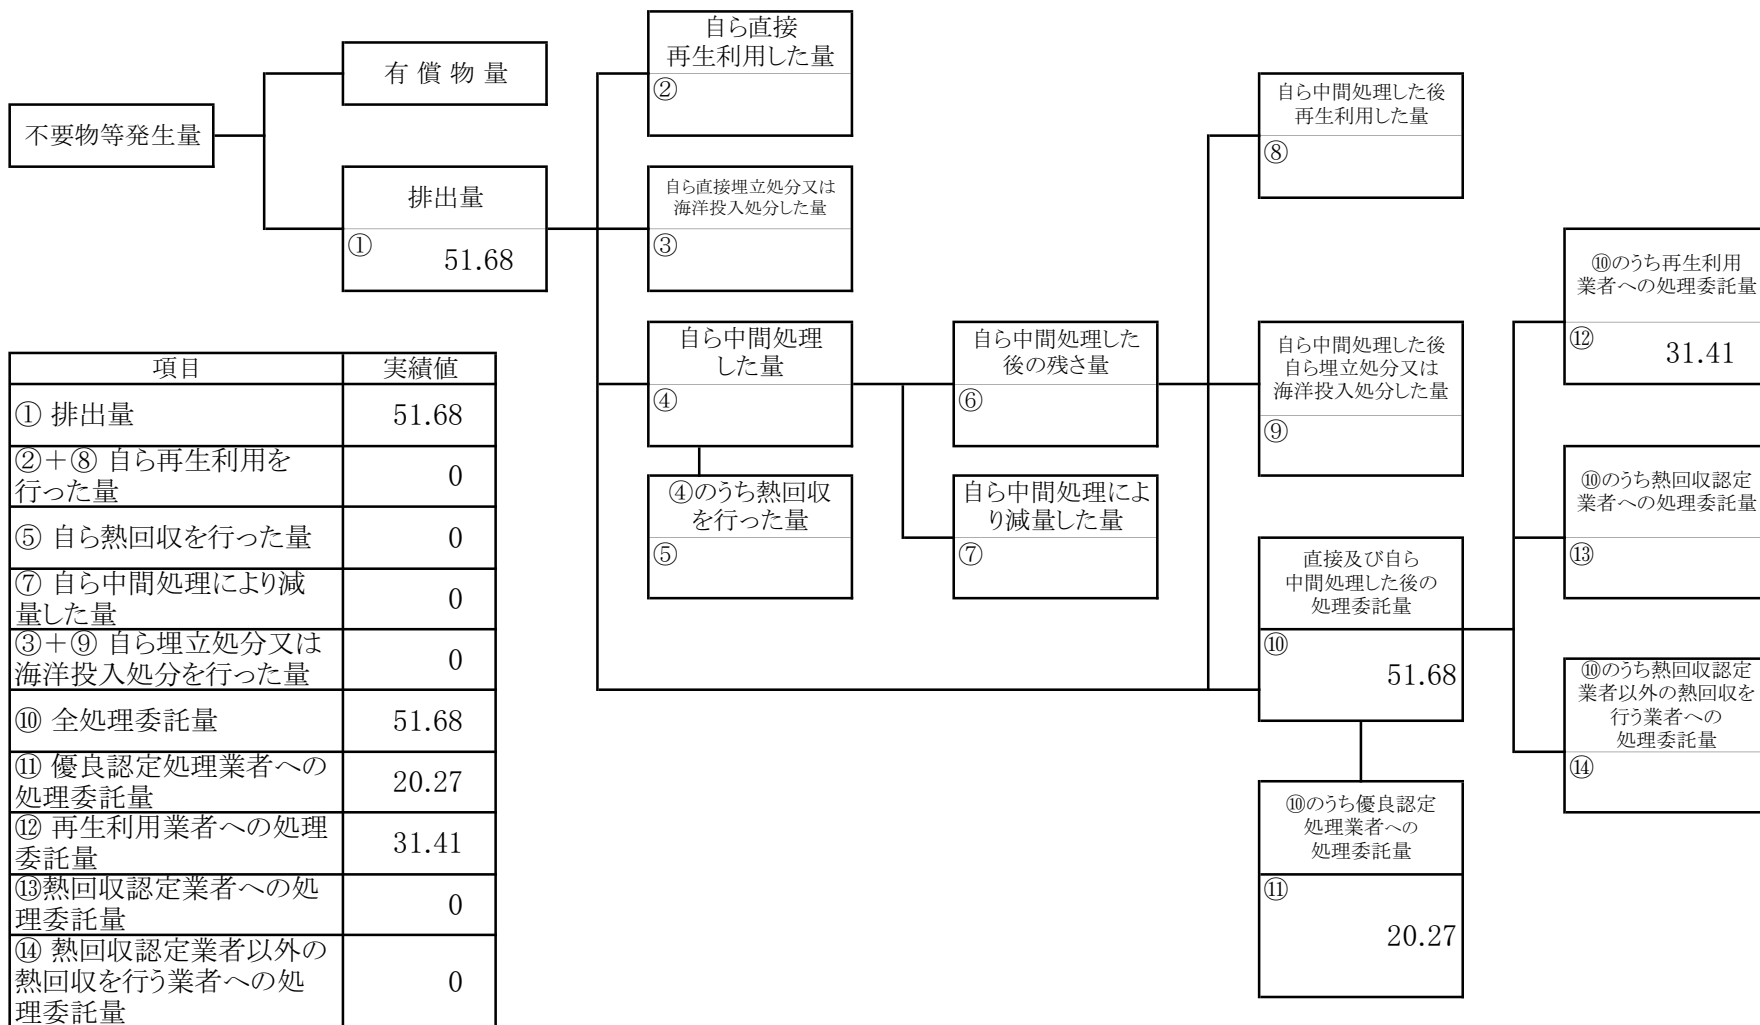 不要物等発生量
有 償 物 量
排出量
①
51.68
自ら直接
再生利用した量
②
自ら直接埋立処分又は
海洋投入処分した量
③
自ら中間処理
した量
④
④のうち熱回収
を行った量
⑤
自ら中間処理した
後の残さ量
⑥
自ら中間処理によ
り減量した量
⑦
自ら中間処理した後
再生利用した量
⑧
自ら中間処理した後
自ら埋立処分又は
海洋投入処分した量
⑨
直接及び自ら
中間処理した後の
処理委託量
⑩
51.68
⑩のうち優良認定
処理業者への
処理委託量
⑪
20.27
⑩のうち再生利用
業者への処理委託量
⑫
31.41
⑩のうち熱回収認定
業者への処理委託量
⑬
⑩のうち熱回収認定
業者以外の熱回収を
行う業者への
処理委託量
⑭
項目 実績値
① 排出量 51.68
②＋⑧ 自ら再生利用を
行った量 0
⑤ 自ら熱回収を行った量 0
⑦ 自ら中間処理により減
量した量 0
③＋⑨ 自ら埋立処分又は
海洋投入処分を行った量 0
⑩ 全処理委託量 51.68
⑪ 優良認定処理業者への
処理委託量 20.27
⑫ 再生利用業者への処理
委託量 31.41
⑬熱回収認定業者への処
理委託量 0
⑭ 熱回収認定業者以外の
熱回収を行う業者への処 0
理委託量